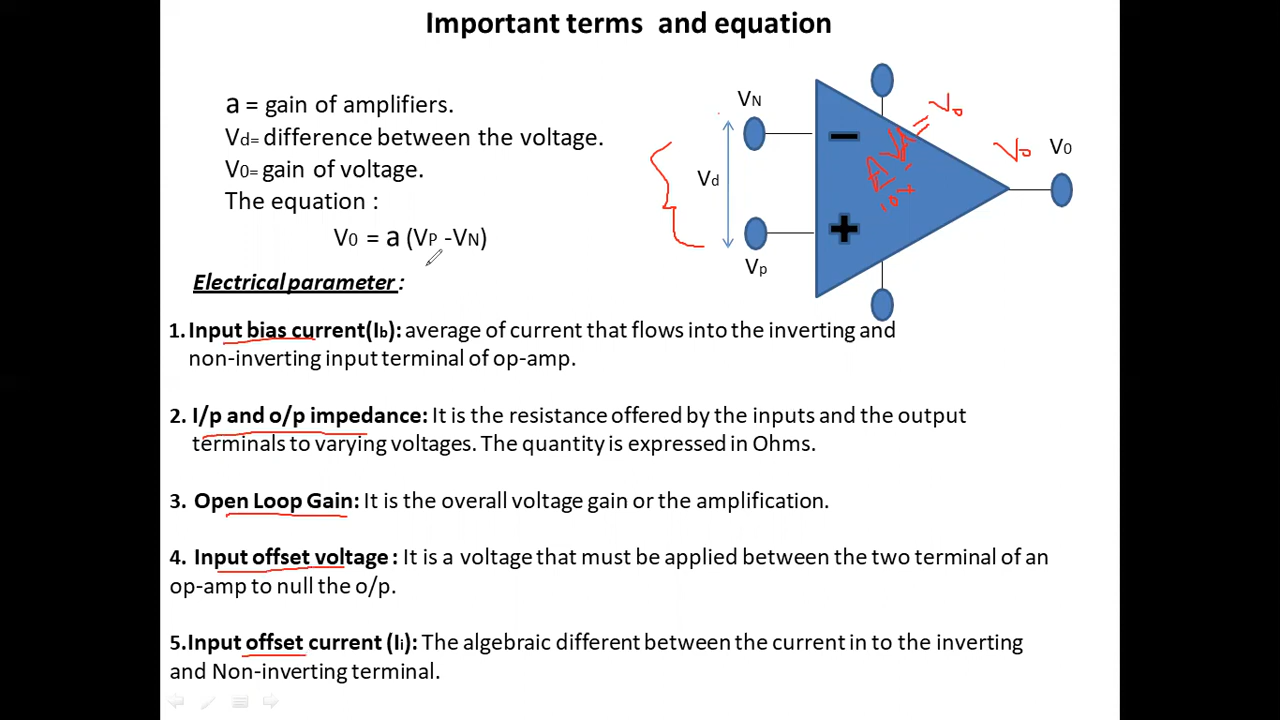 Important terms and equation
a = gain of amplifiers.
Vd= difference between the voltage.
V0= gain of voltage.
The equation :
V0 = a (VP -VN)
VN
Vd
Vp
V0
Vo
= Vo
Electrical parameter :
1. Input bias current(Ib): average of current that flows into the inverting and
non-inverting input terminal of op-amp.
2. I/p and o/p impedance: It is the resistance offered by the inputs and the output
terminals to varying voltages. The quantity is expressed in Ohms.
3. Open Loop Gain: It is the overall voltage gain or the amplification.
4. Input offset voltage : It is a voltage that must be applied between the two terminal of an
op-amp to null the o/p.
5.Input offset current (Ii): The algebraic different between the current in to the inverting
and Non-inverting terminal.